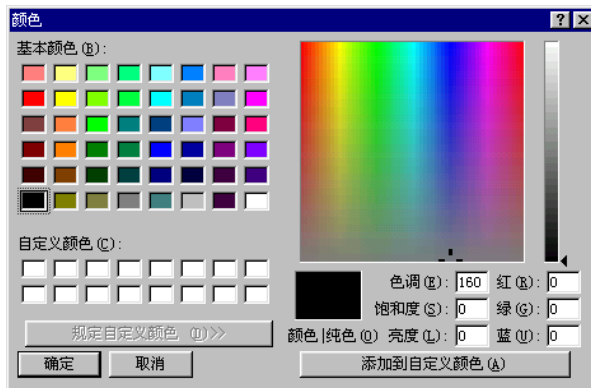 颜色
基本颜色(B):
自定义颜色(C):
规定自定义颜色 (D)>>
确定 取消
色调(E): 160 红(R): 0
饱和度(S): 0 绿(G): 0
颜色|纯色(O) 亮度(L): 0 蓝(U): 0
添加到自定义颜色(A)